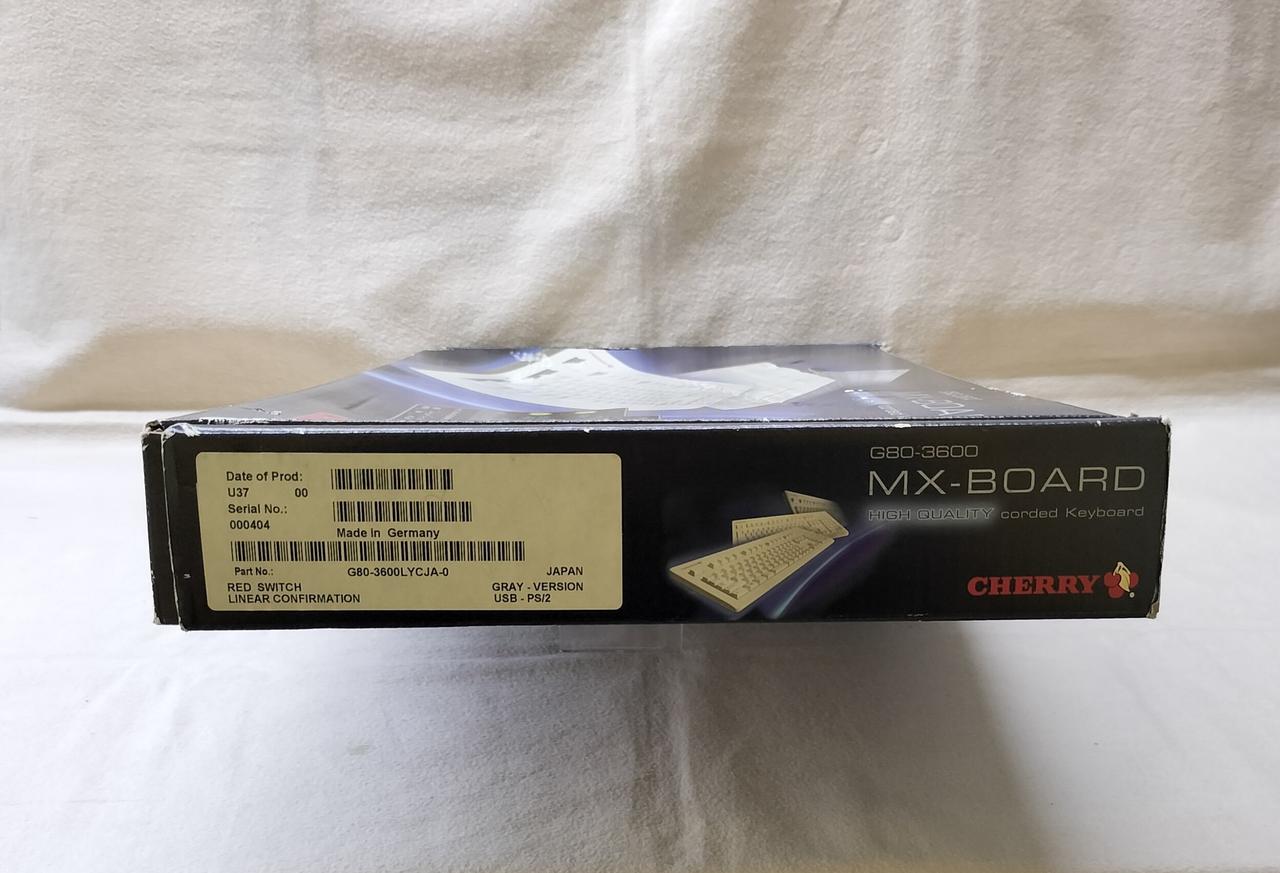 Date of Prod:
U37 00
Serial No.:
000404
Made in Germany
Part No.: G80-3600LYCJA-0 JAPAN
RED SWITCH GRAY - VERSION
LINEAR CONFIRMATION USB - PS/2
G80-3600
MX-BOARD
HIGH QUALITY corded Keyboard
CHERRY